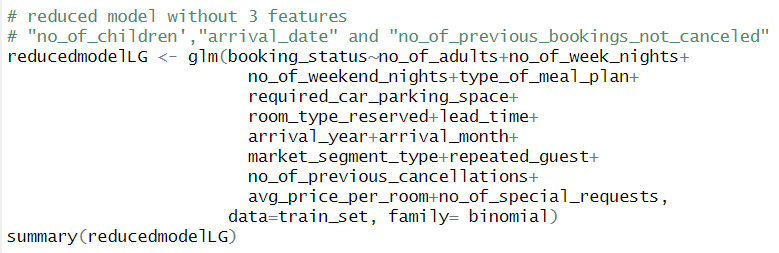 # reduced model without 3 features
# "no_of_children',"arrival_date" and "no_of_previous_bookings_not_canceled"
reducedmodelLG <- glm(booking_status~no_of_adults+no_of_week_nights+
no_of_weekend_nights+type_of_meal_plan+
required_car_parking_space+
room_type_reserved+lead_time+
arrival_year+arrival_month+
market_segment_type+repeated_guest+
no_of_previous_cancellations+
avg_price_per_room+no_of_special_requests,
data=train_set, family= binomial)
summary(reducedmodelLG)